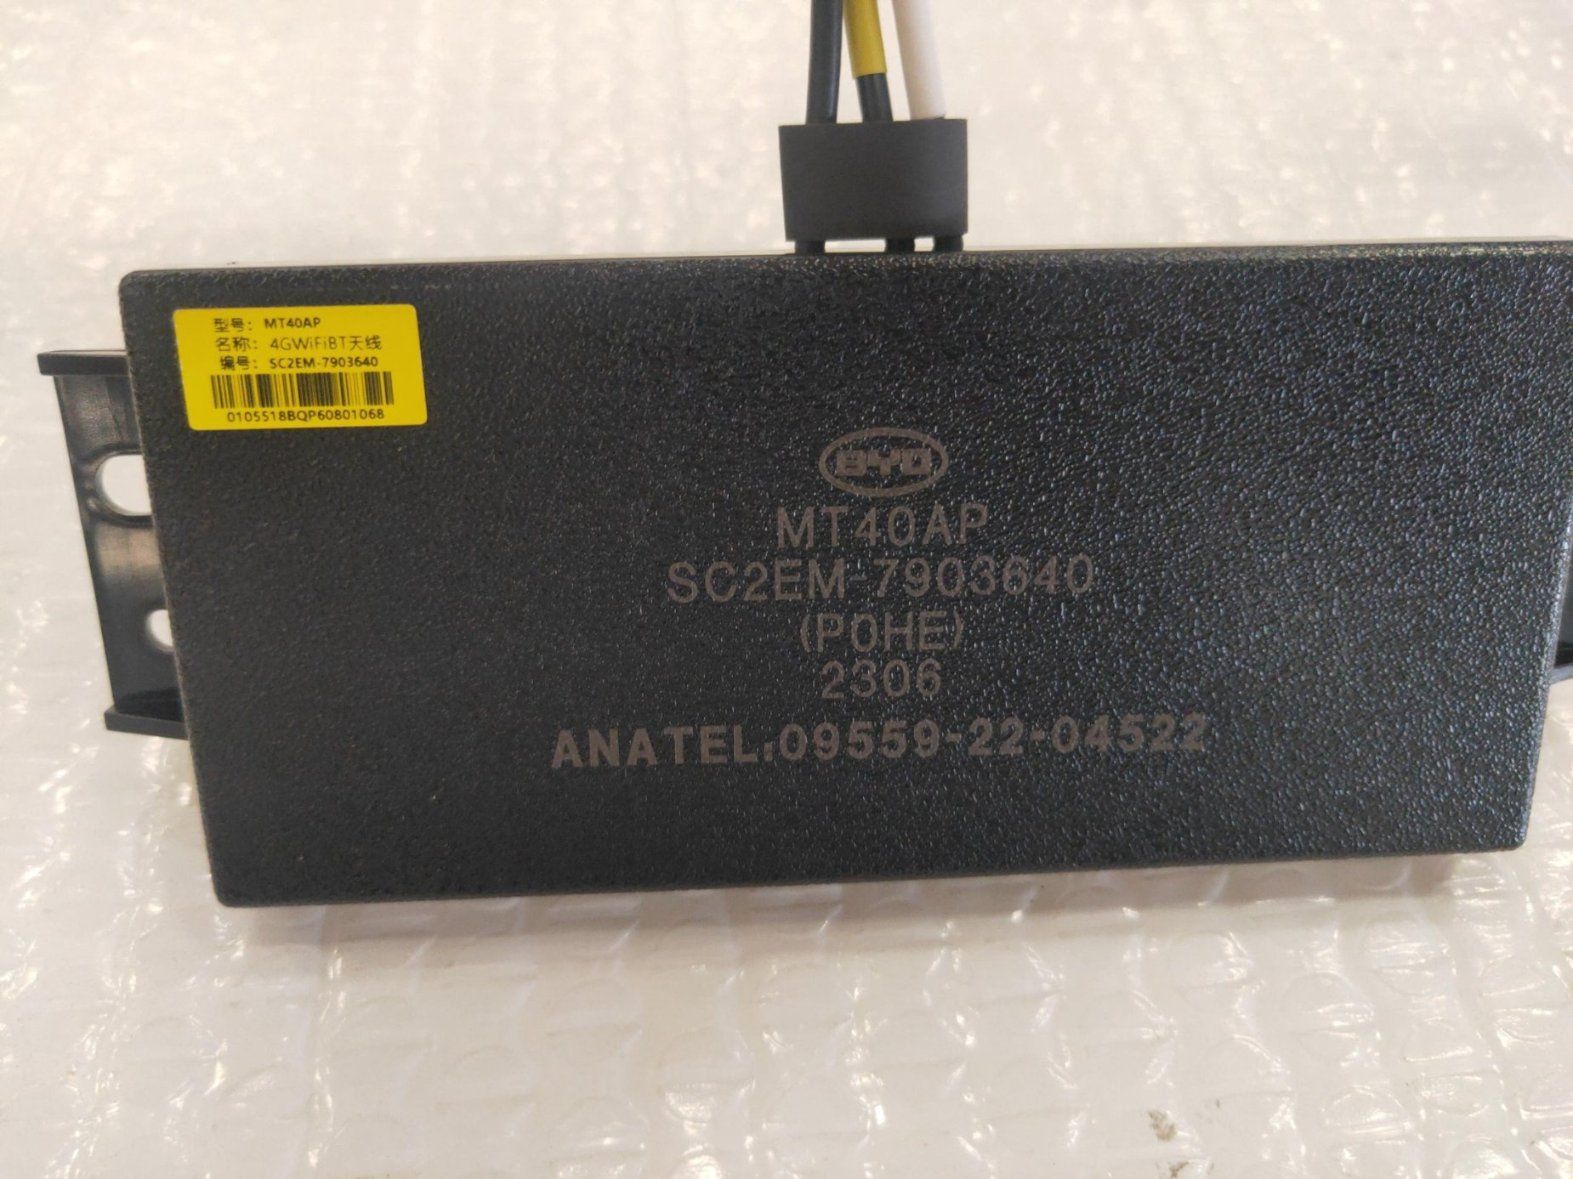 型号: MT40AP
名称: 4GWiFiBT天线
编号: SC2EM-7903640
0105518BQP60801068
BYD
MT40AP
SC2EM-7903640
(P0HE)
2306
ANATEL:09559-22-04522